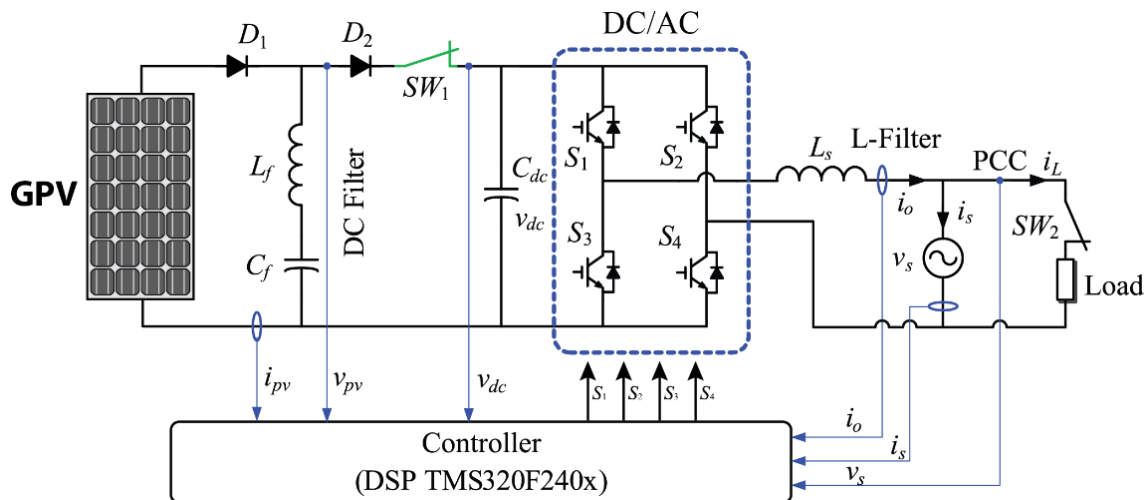 DC/AC
D1
D2
SW1
Lf
DC Filter
Cf
GPV
Cdc
vdc
S1
S2
S3
S4
Ls
L-Filter
PCC
iL
io
is
vs
SW2
Load
ipv
vpv
vdc
S1
S2
S3
S4
io
is
vs
Controller
(DSP TMS320F240x)